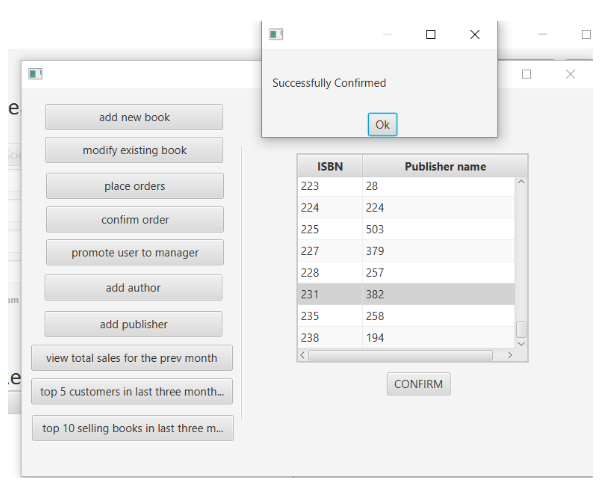 Successfully Confirmed
Ok
add new book
modify existing book
place orders
confirm order
promote user to manager
add author
add publisher
view total sales for the prev month
top 5 customers in last three month...
top 10 selling books in last three m...
ISBN Publisher name
223 28
224 224
225 503
227 379
228 257
231 382
235 258
238 194
CONFIRM